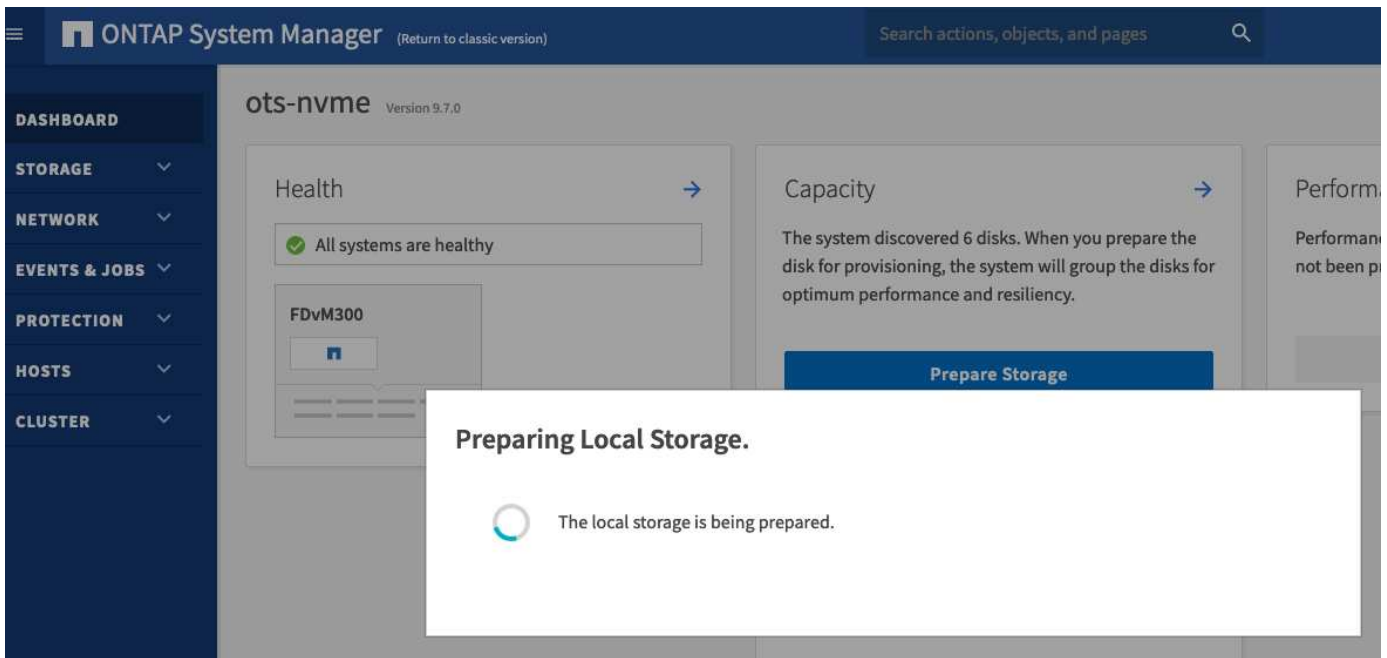 ONTAP System Manager (Return to classic version)
Search actions, objects, and pages
DASHBOARD
STORAGE
NETWORK
EVENTS & JOBS
PROTECTION
HOSTS
CLUSTER
ots-nvme Version 9.7.0
Health
All systems are healthy
FDvM300
Capacity
The system discovered 6 disks. When you prepare the
disk for provisioning, the system will group the disks for
optimum performance and resiliency.
Prepare Storage
Perform
not been
Preparing Local Storage.
The local storage is being prepared.